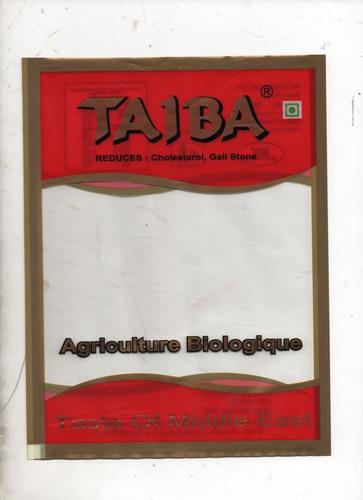 TAIBA ®
REDUCES : Cholesterol, Gall Stone
Agriculture Biologique
Taste Of Middle East